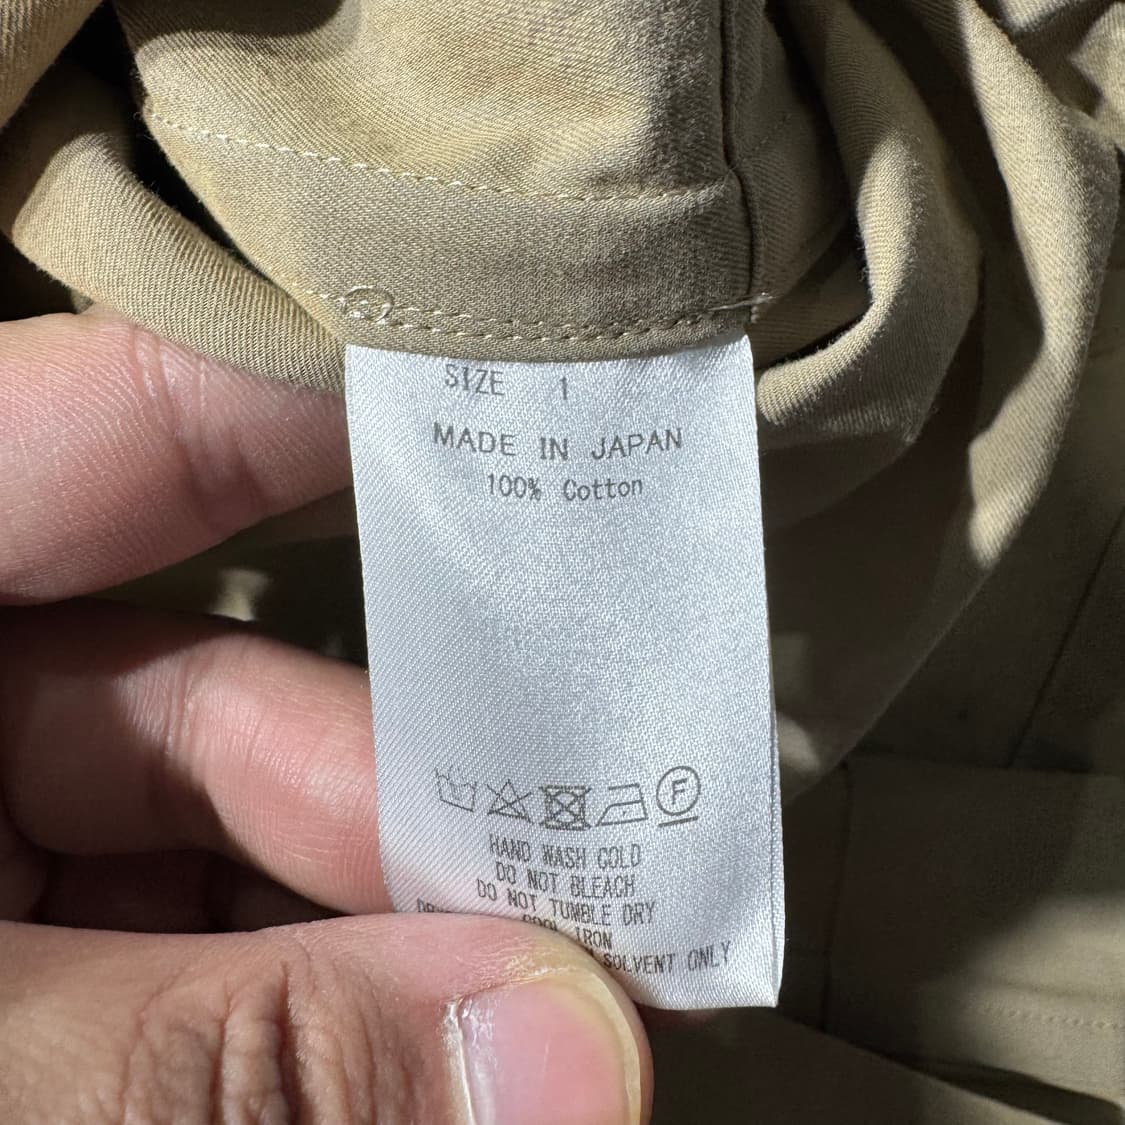 SIZE 1
MADE IN JAPAN
100% Cotton
F
HAND WASH COLD
DO NOT BLEACH
DO NOT TUMBLE DRY
IRON
SOLVENT ONLY